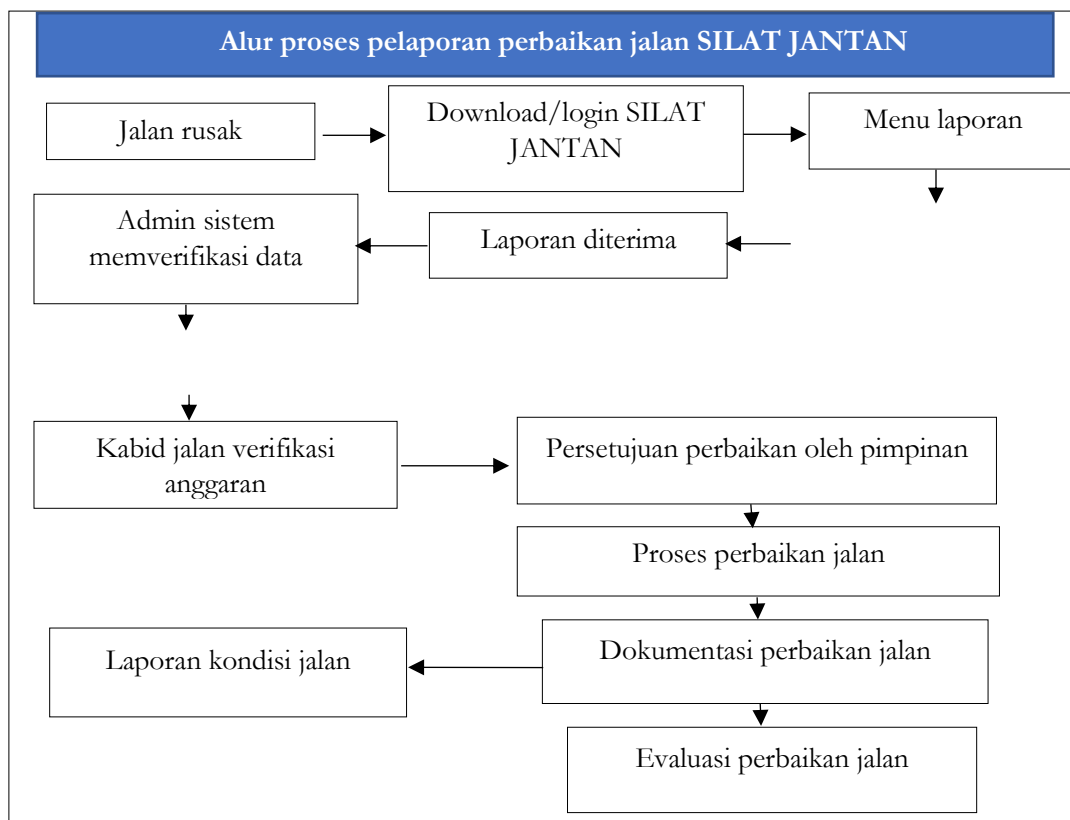 Alur proses pelaporan perbaikan jalan SILAT JANTAN
Jalan rusak
Download/login SILAT
JANTAN
Menu laporan
Admin sistem
memverifikasi data
Laporan diterima
Kabid jalan verifikasi
anggaran
Persetujuan perbaikan oleh pimpinan
Proses perbaikan jalan
Laporan kondisi jalan
Dokumentasi perbaikan jalan
Evaluasi perbaikan jalan